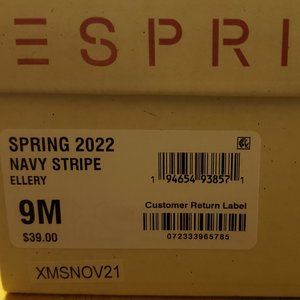 ESPRI
SPRING 2022
NAVY STRIPE
ELLERY
9M
$39.00
1 94654 93857 1
Customer Return Label
072333965785
XMSNOV21